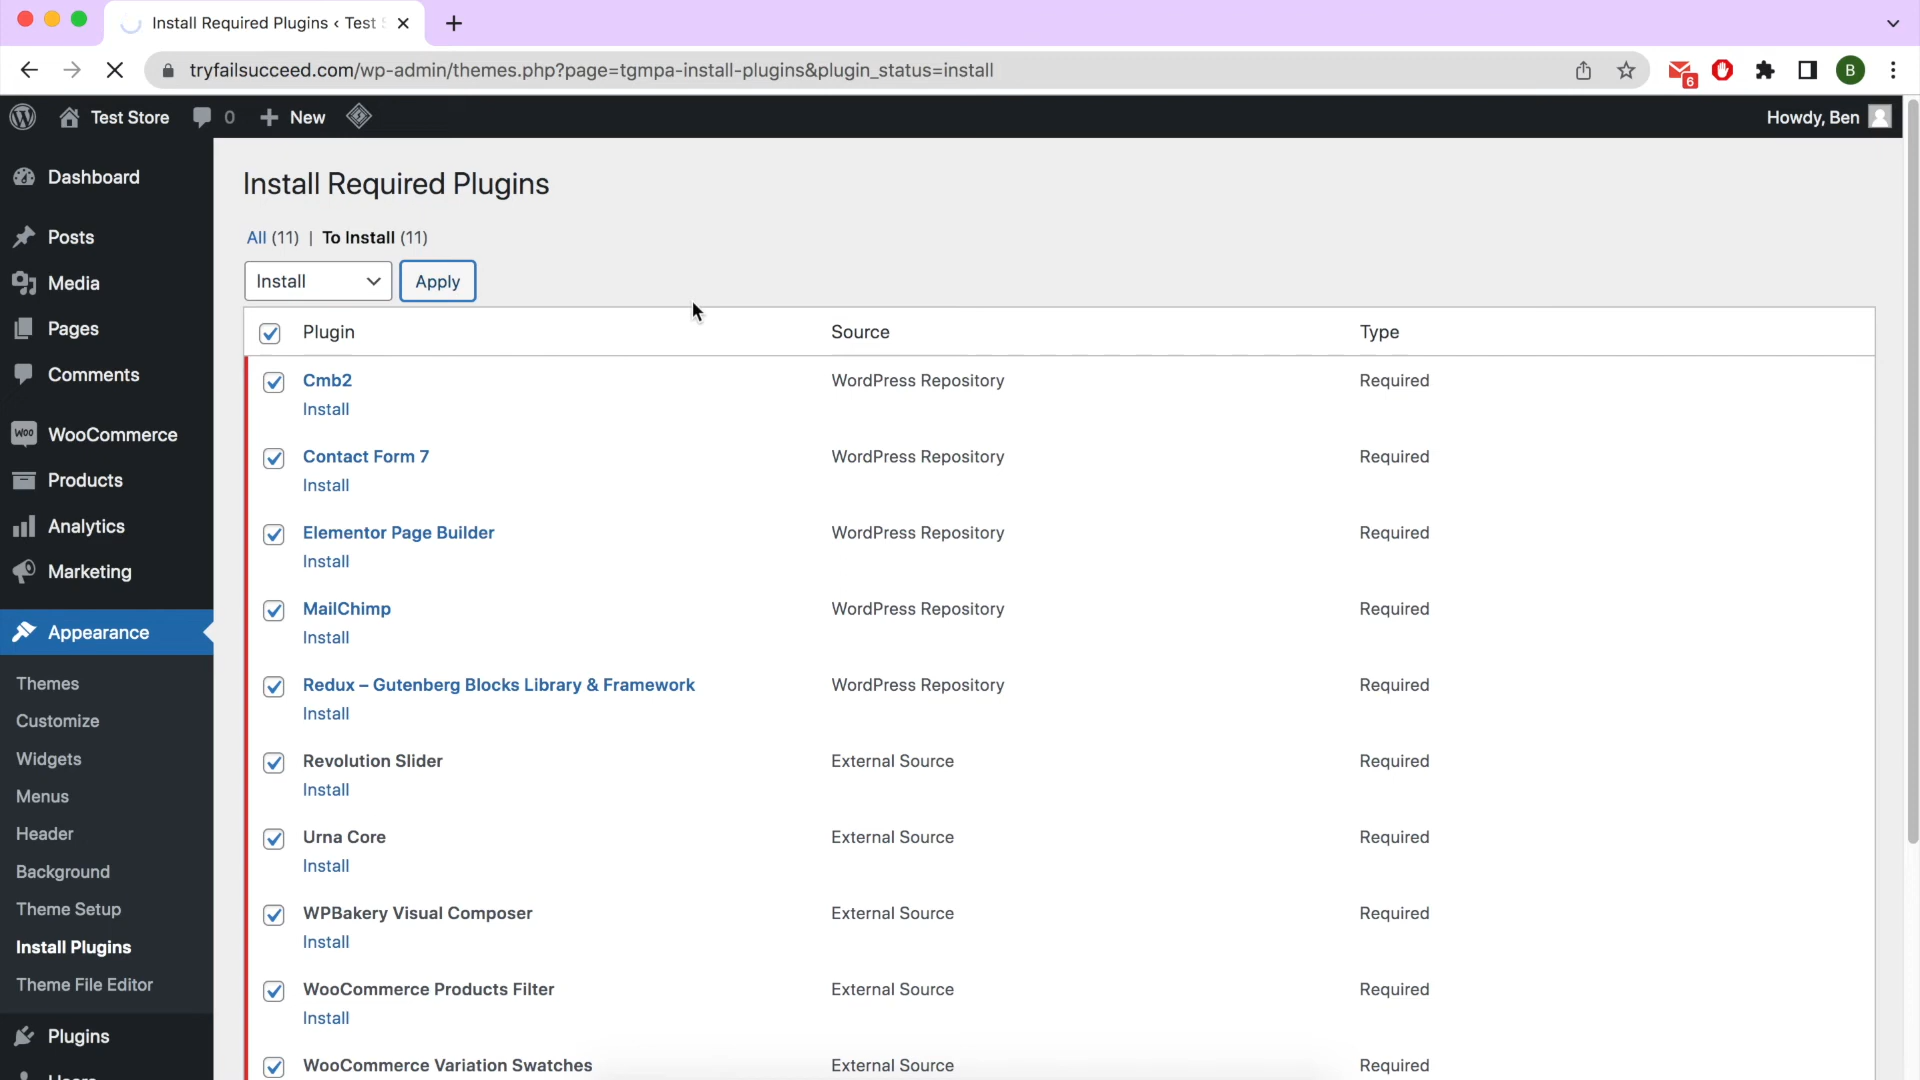 Install Required Plugins ‹ Test S
tryfailsucceed.com/wp-admin/themes.php?page=tgmpa-install-plugins&plugin_status=install
6
B
Test Store
0
New
Howdy, Ben
Dashboard
Posts
Media
Pages
Comments
Woo
WooCommerce
Products
Analytics
Marketing
Appearance
Themes
Customize
Widgets
Menus
Header
Background
Theme Setup
Install Plugins
Theme File Editor
Plugins
Install Required Plugins
All (11) | To Install (11)
Install
Apply
Plugin Source Type
Cmb2 WordPress Repository Required
Install
Contact Form 7 WordPress Repository Required
Install
Elementor Page Builder WordPress Repository Required
Install
MailChimp WordPress Repository Required
Install
Redux – Gutenberg Blocks Library & Framework WordPress Repository Required
Install
Revolution Slider External Source Required
Install
Urna Core External Source Required
Install
WPBakery Visual Composer External Source Required
Install
WooCommerce Products Filter External Source Required
Install
WooCommerce Variation Swatches External Source Required